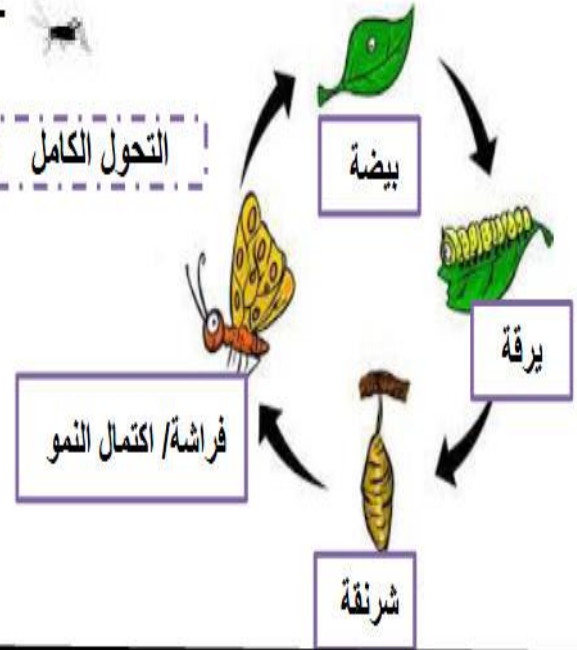 التحول الكامل
بيضة
يرقة
شرنقة
فراشة/ اكتمال النمو